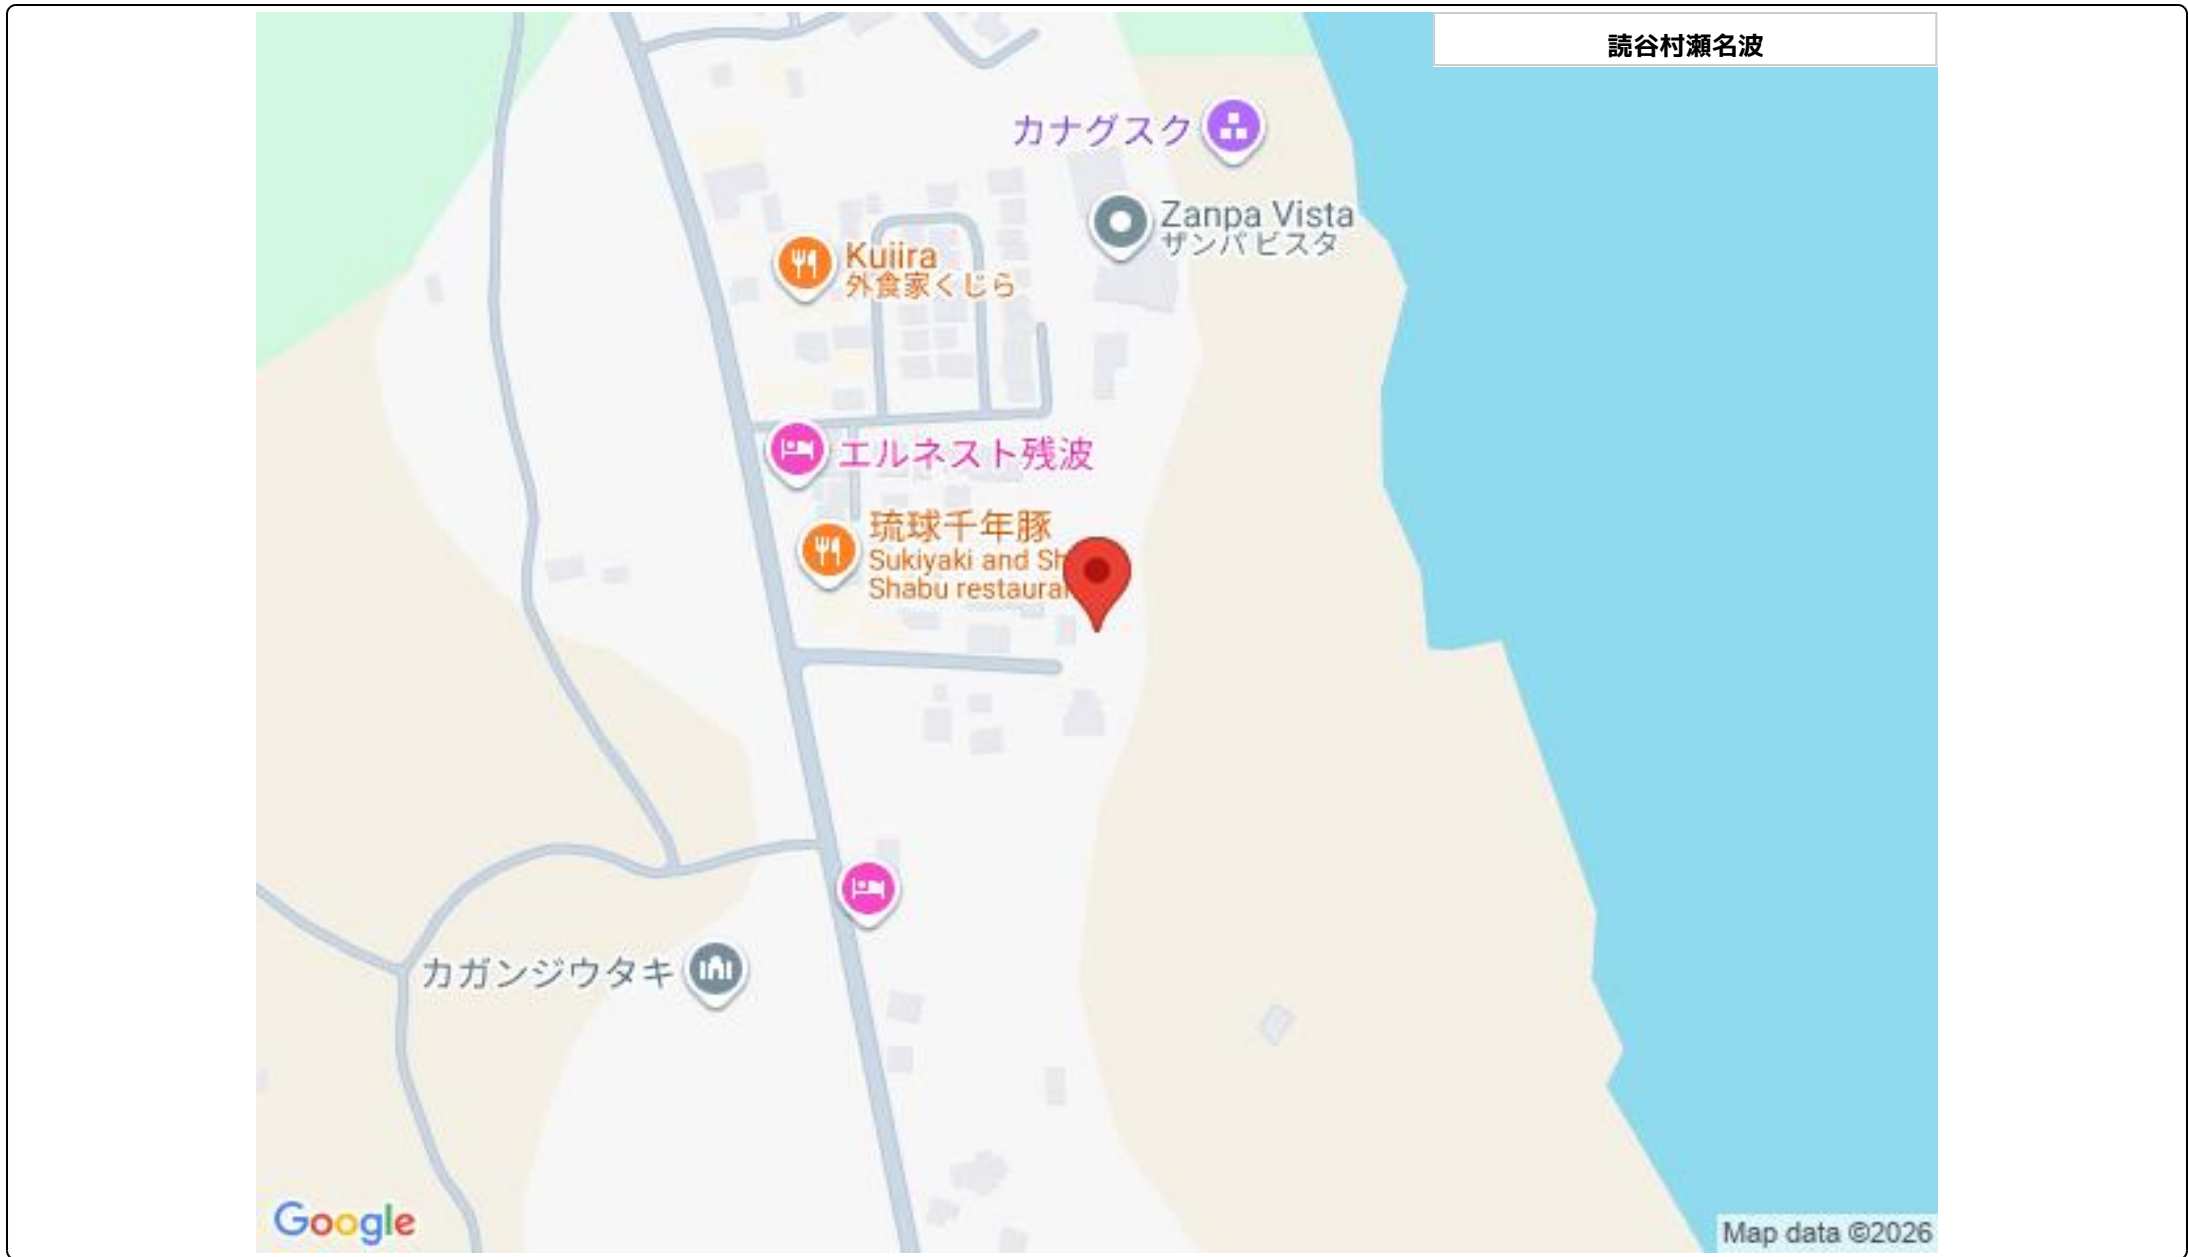 読谷村瀬名波
カナグスク
Zanpa Vista
ザンパ ビスタ
Kujira
外食家くじら
エルネスト残波
琉球千年豚
Sukiyaki and Sh
Shabu restaura
カガンジウタキ
Google
Map data ©2026